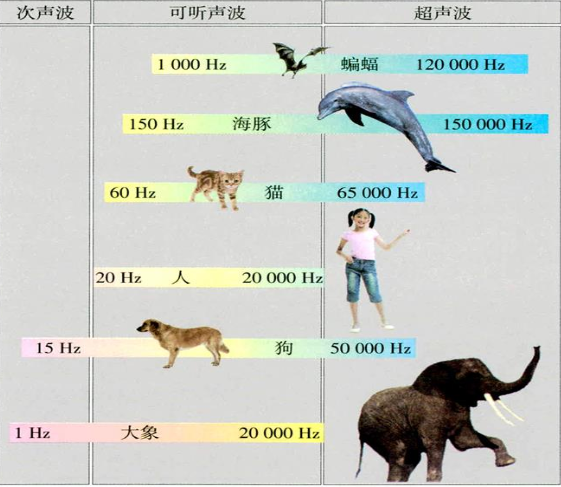 次声波 可听声波 超声波
1 000 Hz 蝙蝠 120 000 Hz
150 Hz 海豚 150 000 Hz
60 Hz 猫 65 000 Hz
20 Hz 人 20 000 Hz
15 Hz 狗 50 000 Hz
1 Hz 大象 20 000 Hz